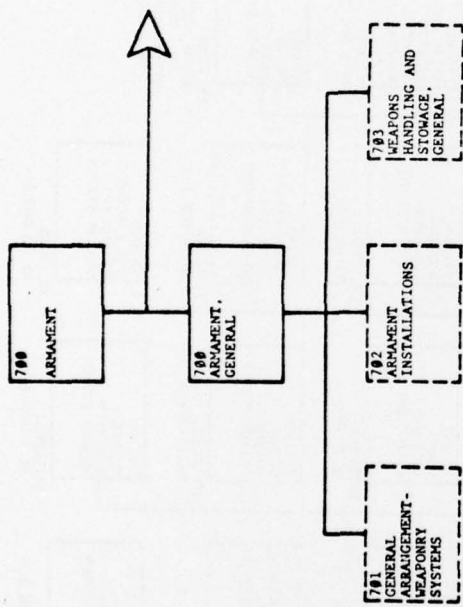 700
ARMAMENT
700
ARMAMENT,
GENERAL
701
GENERAL
ARRANGEMENT-
WEAPONRY
SYSTEMS
702
ARMAMENT
INSTALLATIONS
703
WEAPONS
HANDLING AND
STOWAGE,
GENERAL